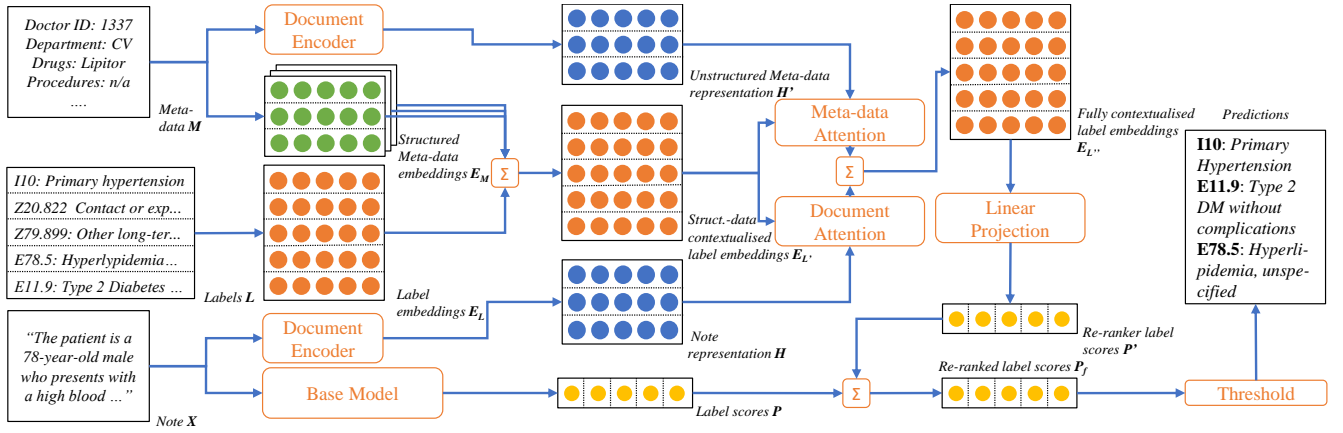 Doctor ID: 1337
Department: CV
Drugs: Lipitor
Procedures: n/a
....
Meta-
data M
Document
Encoder
Unstructured Meta-data
representation H'
Structured
Meta-data
embeddings E_M
Σ
I10: Primary hypertension
Z20.822 Contact or exp...
Z79.899: Other long-ter...
E78.5: Hyperlypidemia...
E11.9: Type 2 Diabetes ...
Labels L
Label
embeddings E_L
Struct.-data
contextualised
label embeddings E_L'
Meta-data
Attention
Σ
Document
Attention
Fully contextualised
label embeddings
E_L''
Linear
Projection
Predictions
I10: Primary
Hypertension
E11.9: Type 2
DM without
complications
E78.5: Hyperli-
pidemia, unspe-
cified
“The patient is a
78-year-old male
who presents with
a high blood ...”
Note X
Document
Encoder
Note
representation H
Base Model
Label scores P
Σ
Re-ranker label
scores P'
Re-ranked label scores P_f
Threshold